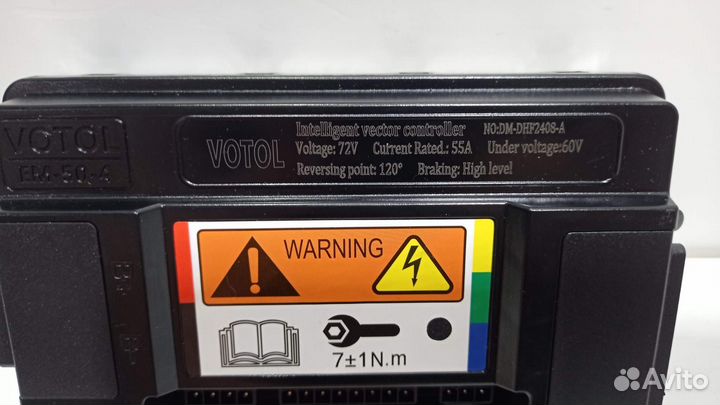 VOTOL
EM-50-4
VOTOL
Intelligent vector controller NO:DM-DHF2408-A
Voltage: 72V Current Rated.: 55A Under voltage:60V
Reversing point: 120° Braking: High level
WARNING
7±1N.m
Avito